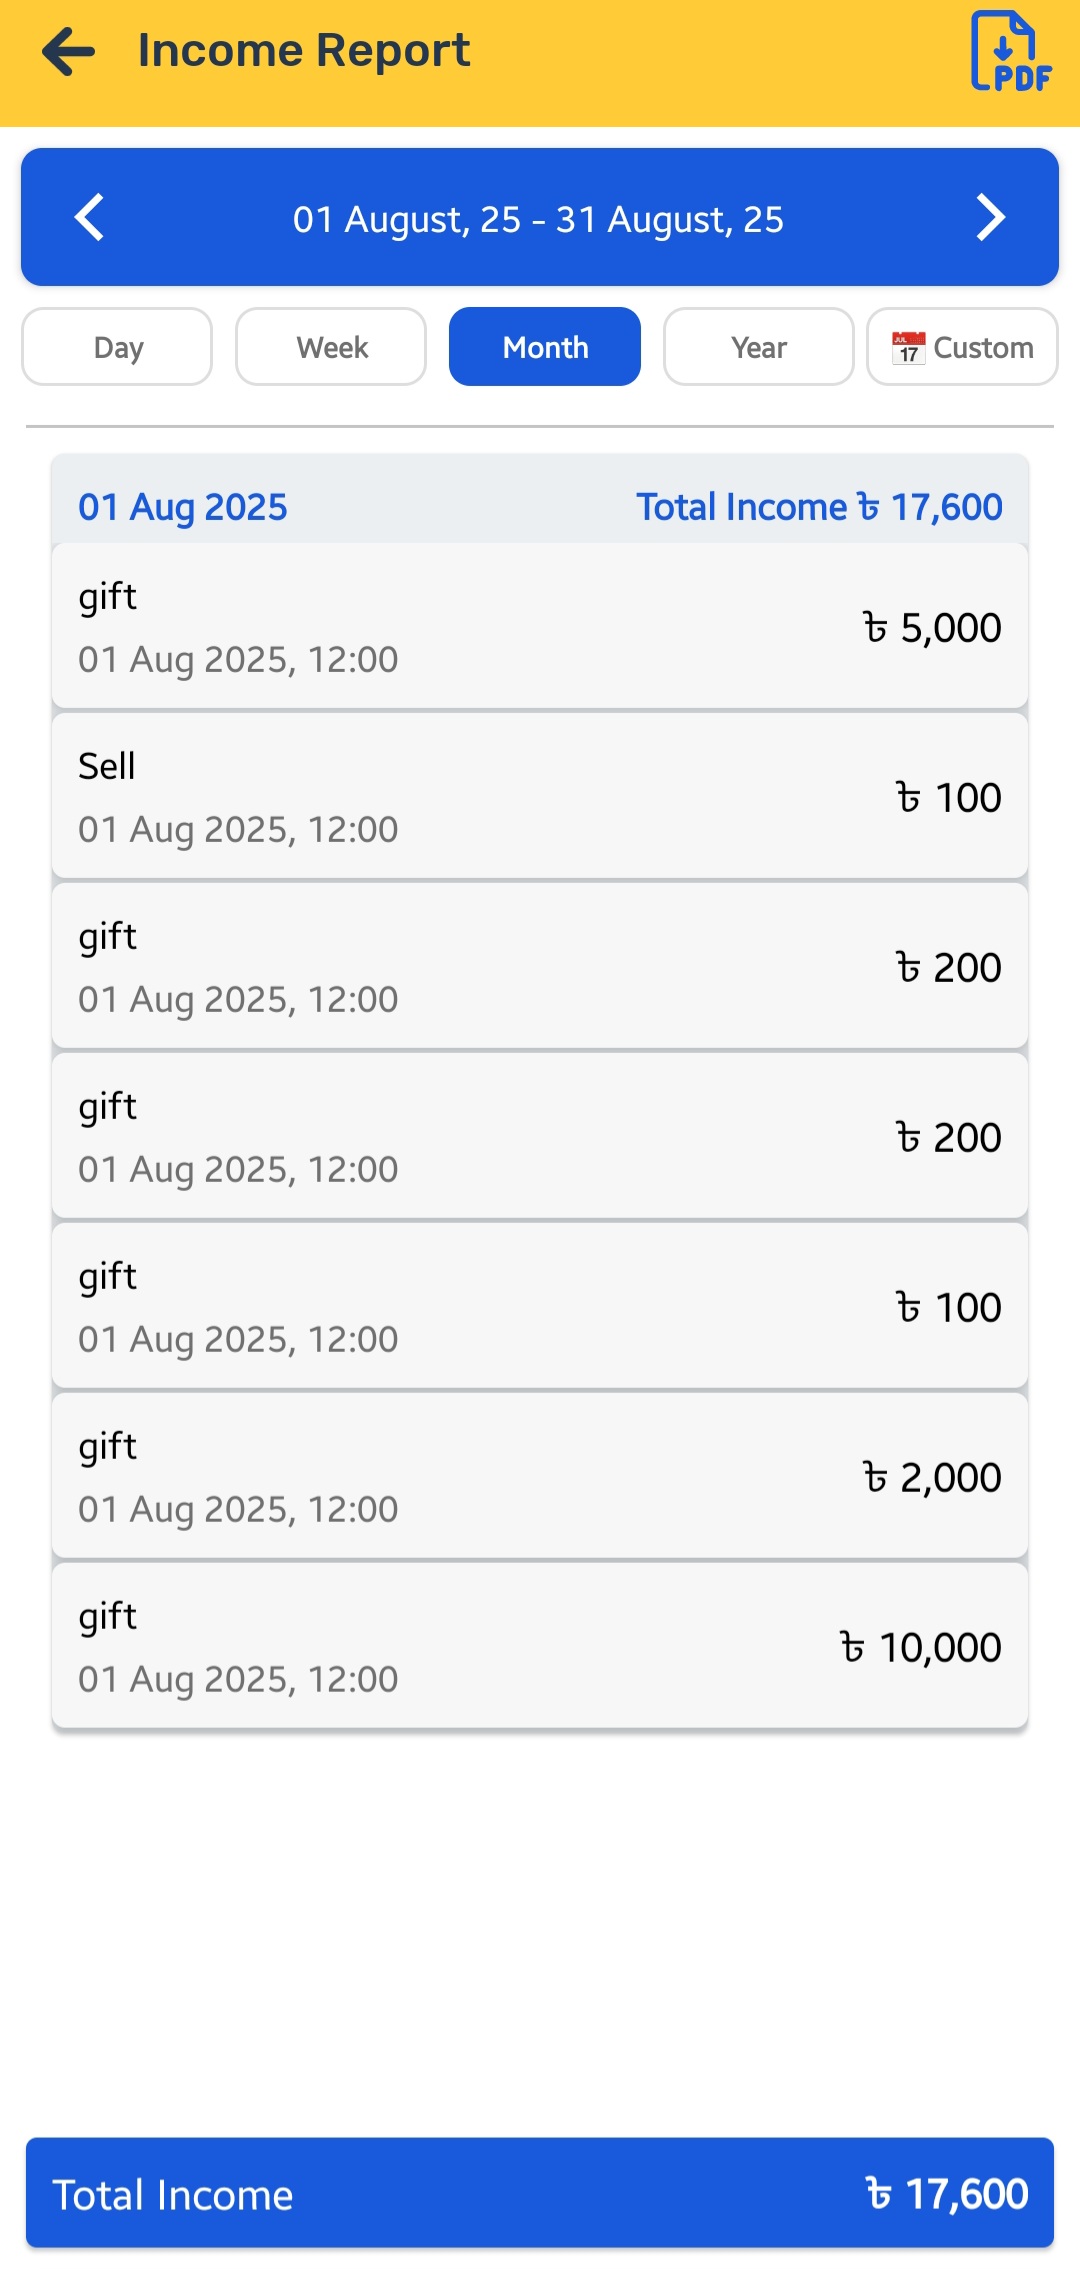 Income Report
PDF
01 August, 25 - 31 August, 25
Day Week Month Year JUL 17 Custom
01 Aug 2025 Total Income ৳ 17,600
gift
৳ 5,000
01 Aug 2025, 12:00
Sell
৳ 100
01 Aug 2025, 12:00
gift
৳ 200
01 Aug 2025, 12:00
gift
৳ 200
01 Aug 2025, 12:00
gift
৳ 100
01 Aug 2025, 12:00
gift
৳ 2,000
01 Aug 2025, 12:00
gift
৳ 10,000
01 Aug 2025, 12:00
Total Income ৳ 17,600